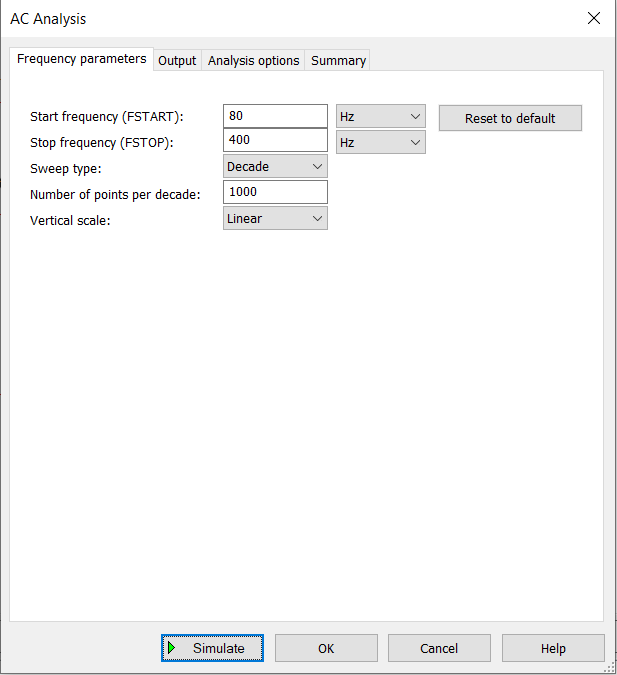 AC Analysis
Frequency parameters Output Analysis options Summary
Start frequency (FSTART): 80 Hz Reset to default
Stop frequency (FSTOP): 400 Hz
Sweep type: Decade
Number of points per decade: 1000
Vertical scale: Linear
Simulate OK Cancel Help